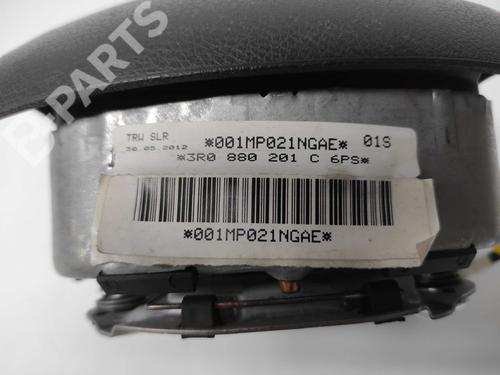 B-PARTS
TRW SLR *001MP021NGAE* 01S
30.05.2012
*3R0 880 201 C 6PS*
*001MP021NGAE*